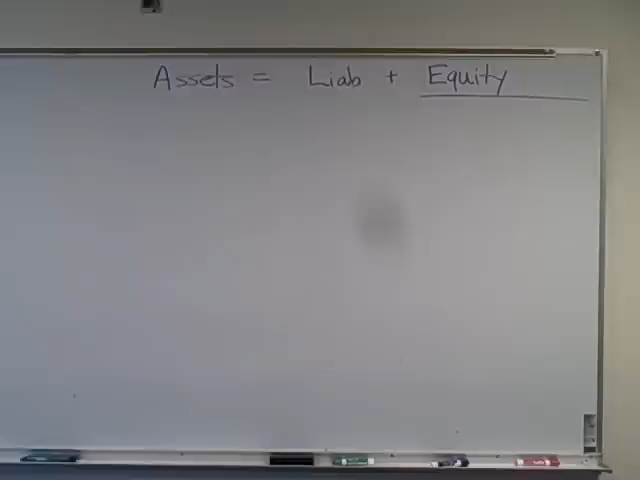 Assets = Liab + Equity